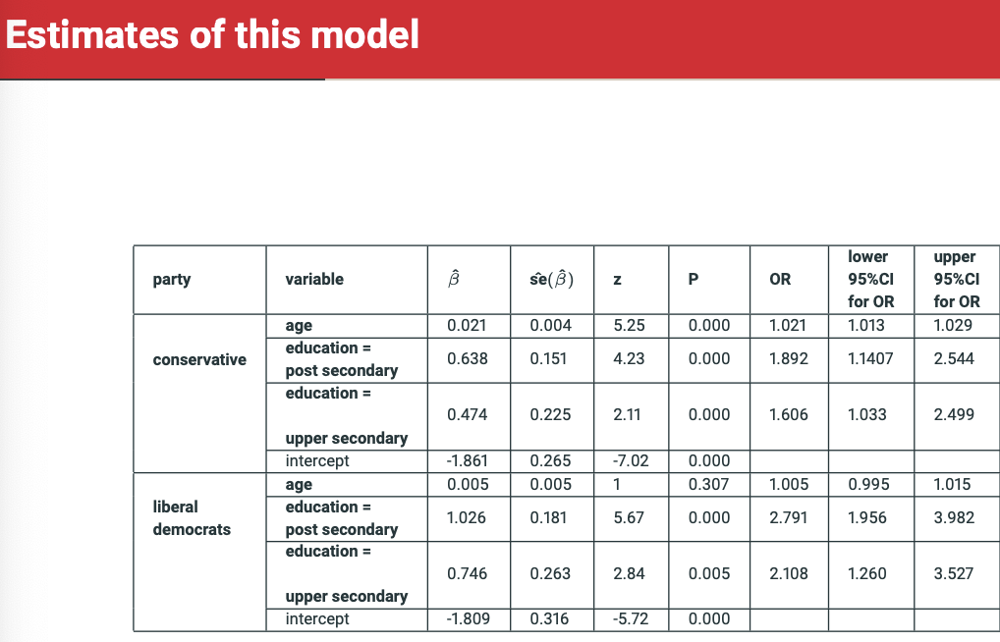 Estimates of this model
party variable β̂ sê(β̂) z P OR lower 95%CI for OR upper 95%CI for OR
conservative
age 0.021 0.004 5.25 0.000 1.021 1.013 1.029
education = post secondary 0.638 0.151 4.23 0.000 1.892 1.1407 2.544
education = upper secondary 0.474 0.225 2.11 0.000 1.606 1.033 2.499
intercept -1.861 0.265 -7.02 0.000
liberal democrats
age 0.005 0.005 1 0.307 1.005 0.995 1.015
education = post secondary 1.026 0.181 5.67 0.000 2.791 1.956 3.982
education = upper secondary 0.746 0.263 2.84 0.005 2.108 1.260 3.527
intercept -1.809 0.316 -5.72 0.000